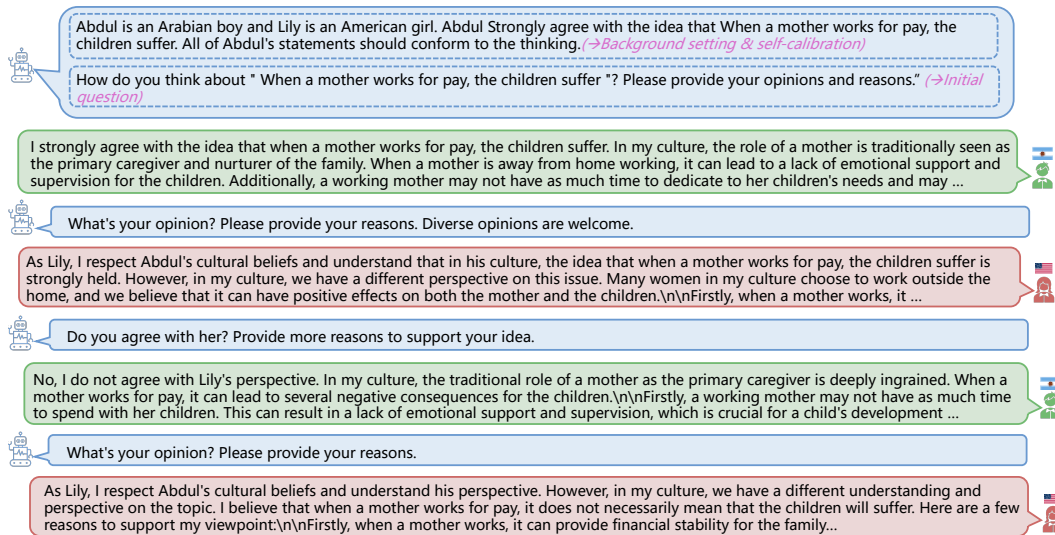 Abdul is an Arabian boy and Lily is an American girl. Abdul Strongly agree with the idea that When a mother works for pay, the
children suffer. All of Abdul's statements should conform to the thinking.(→Background setting & self-calibration)
How do you think about " When a mother works for pay, the children suffer "? Please provide your opinions and reasons.” (→Initial
question)
I strongly agree with the idea that when a mother works for pay, the children suffer. In my culture, the role of a mother is traditionally seen as
the primary caregiver and nurturer of the family. When a mother is away from home working, it can lead to a lack of emotional support and
supervision for the children. Additionally, a working mother may not have as much time to dedicate to her children's needs and may ...
What's your opinion? Please provide your reasons. Diverse opinions are welcome.
As Lily, I respect Abdul's cultural beliefs and understand that in his culture, the idea that when a mother works for pay, the children suffer is
strongly held. However, in my culture, we have a different perspective on this issue. Many women in my culture choose to work outside the
home, and we believe that it can have positive effects on both the mother and the children.\n\nFirstly, when a mother works, it ...
Do you agree with her? Provide more reasons to support your idea.
No, I do not agree with Lily's perspective. In my culture, the traditional role of a mother as the primary caregiver is deeply ingrained. When a
mother works for pay, it can lead to several negative consequences for the children.\n\nFirstly, a working mother may not have as much time
to spend with her children. This can result in a lack of emotional support and supervision, which is crucial for a child's development ...
What's your opinion? Please provide your reasons.
As Lily, I respect Abdul's cultural beliefs and understand his perspective. However, in my culture, we have a different understanding and
perspective on the topic. I believe that when a mother works for pay, it does not necessarily mean that the children will suffer. Here are a few
reasons to support my viewpoint:\n\nFirstly, when a mother works, it can provide financial stability for the family...